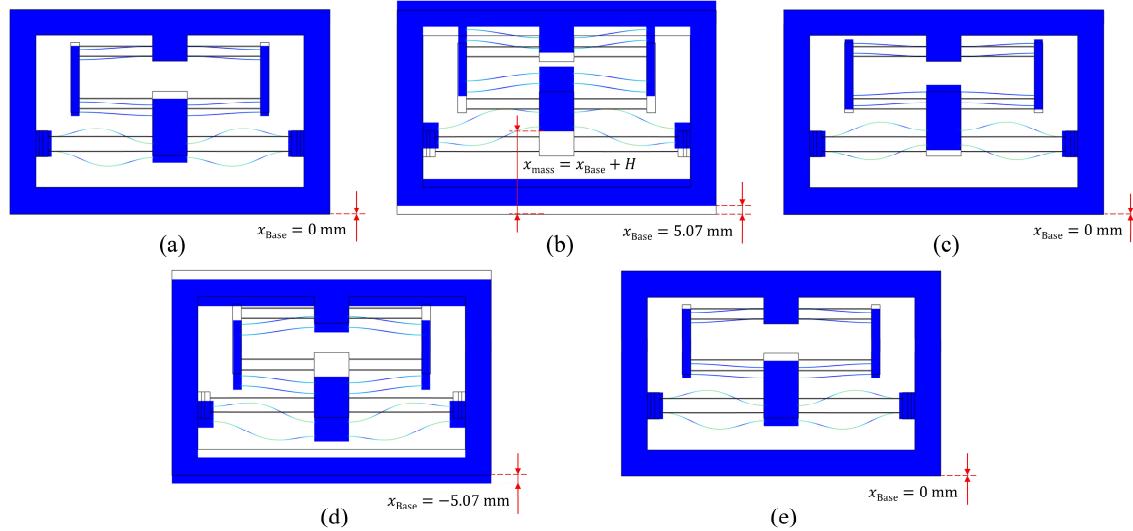 x_Base = 0 mm
(a)
x_mass = x_Base + H
x_Base = 5.07 mm
(b)
x_Base = 0 mm
(c)
x_Base = −5.07 mm
(d)
x_Base = 0 mm
(e)